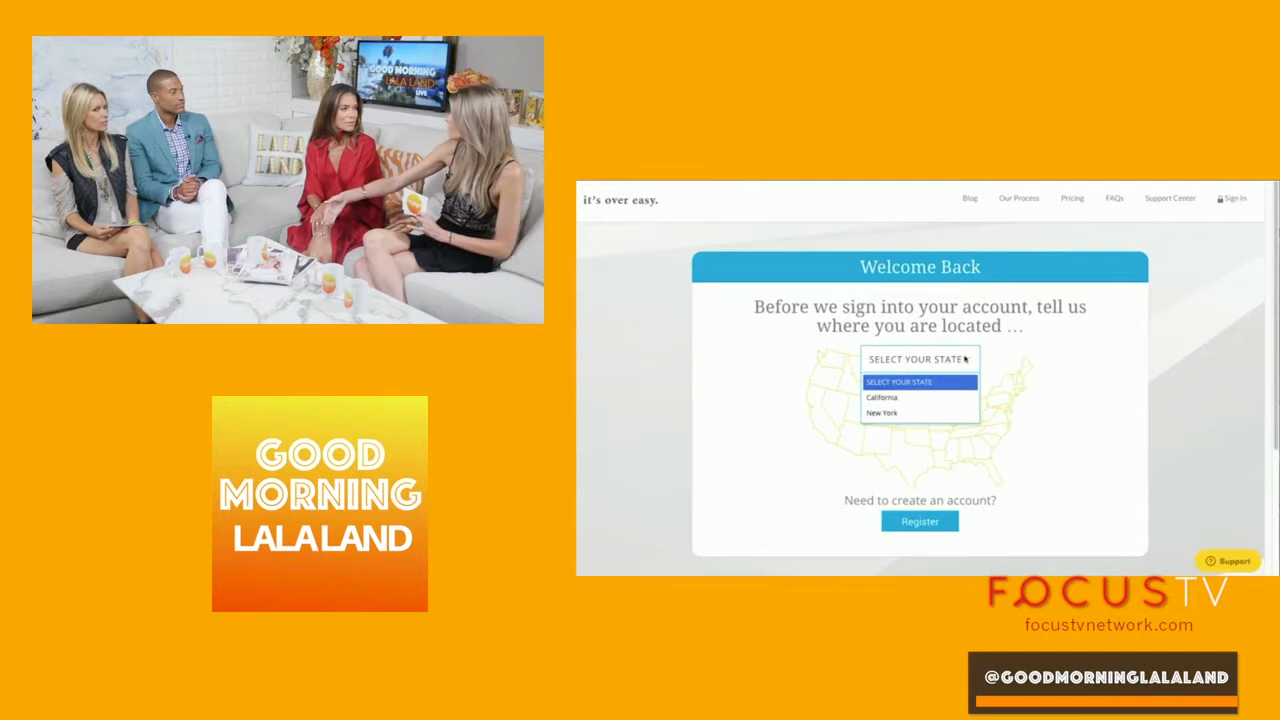 GOOD MORNING
LALA LAND
LIVE
LALA
LAND
it's over easy.
Blog
Our Process
Pricing
FAQs
Support Center
Sign In
Welcome Back
Before we sign into your account, tell us
where you are located ...
SELECT YOUR STATE
SELECT YOUR STATE
California
New York
Need to create an account?
Register
Support
GOOD
MORNING
LALALAND
FOCUSTV
focustvnetwork.com
@GOODMORNINGLALALAND